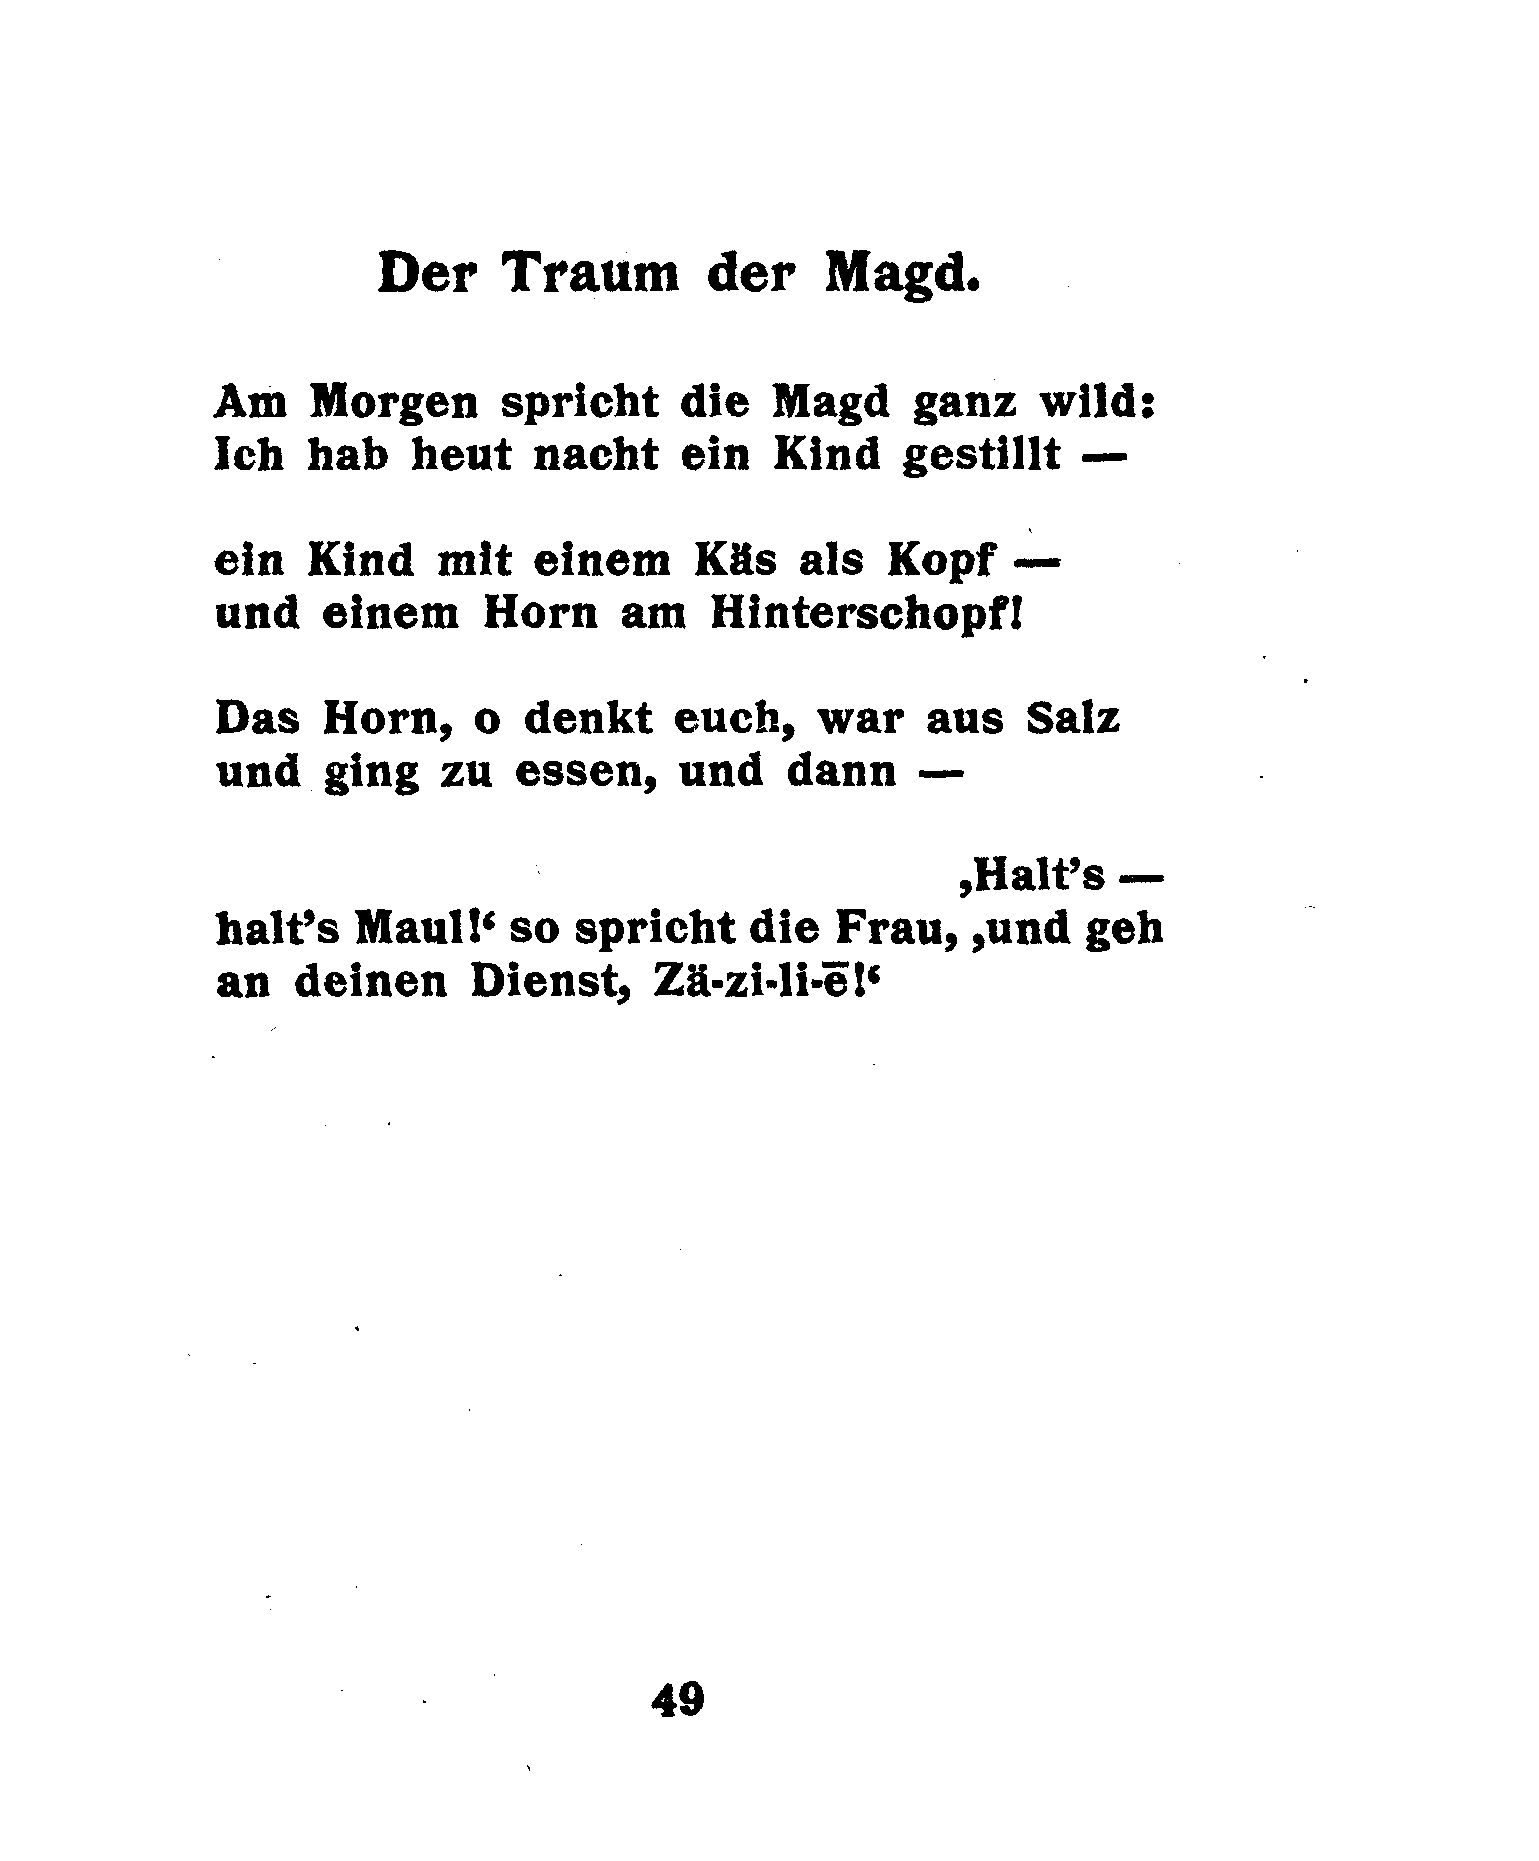 Der Traum der Magd.
Am Morgen spricht die Magd ganz wild:
Ich hab heut nacht ein Kind gestillt —
ein Kind mit einem Käs als Kopf —
und einem Horn am Hinterschopf!
Das Horn, o denkt euch, war aus Salz
und ging zu essen, und dann —
‚Halt’s —
halt’s Maul!‘ so spricht die Frau, ‚und geh
an deinen Dienst, Zä-zi-li-ē!‘
49